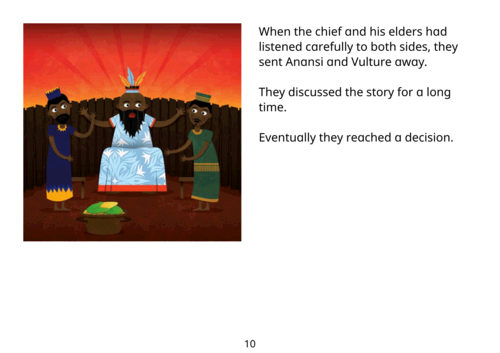 When the chief and his elders had
listened carefully to both sides, they
sent Anansi and Vulture away.
They discussed the story for a long
time.
Eventually they reached a decision.
10